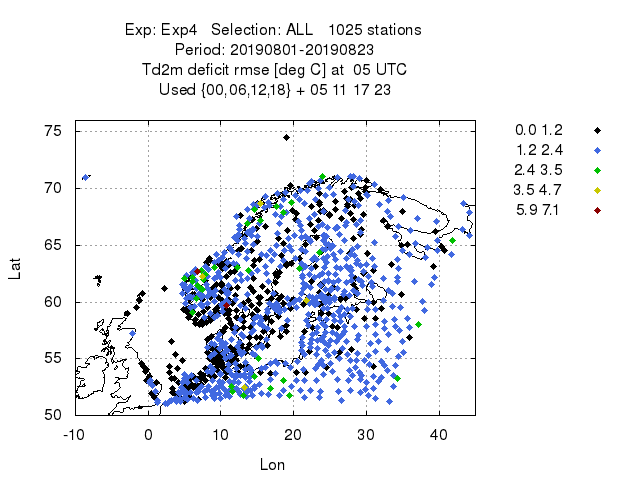 Exp: Exp4   Selection: ALL   1025 stations
Period: 20190801-20190823
Td2m deficit rmse [deg C] at  05 UTC
Used {00,06,12,18} + 05 11 17 23
0.0 1.2
1.2 2.4
2.4 3.5
3.5 4.7
5.9 7.1
75
70
65
60
55
50
Lat
-10 0 10 20 30 40
Lon